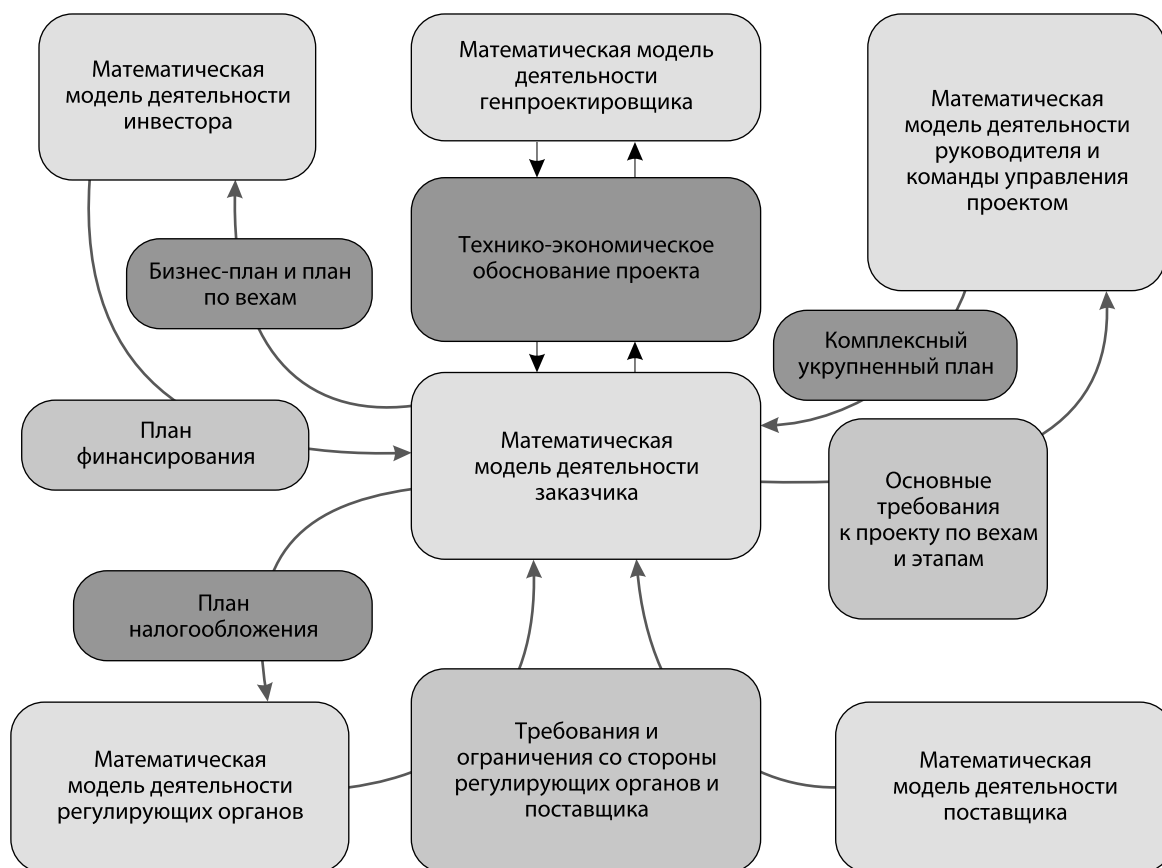 Математическая
модель деятельности
инвестора
Математическая модель
деятельности
генпроектировщика
Математическая
модель деятельности
руководителя и
команды управления
проектом
Бизнес-план и план
по вехам
Технико-экономическое
обоснование проекта
Комплексный
укрупненный план
План
финансирования
Математическая
модель деятельности
заказчика
Основные
требования
к проекту по вехам
и этапам
План
налогообложения
Математическая
модель деятельности
регулирующих органов
Требования и
ограничения со стороны
регулирующих органов и
поставщика
Математическая
модель деятельности
поставщика